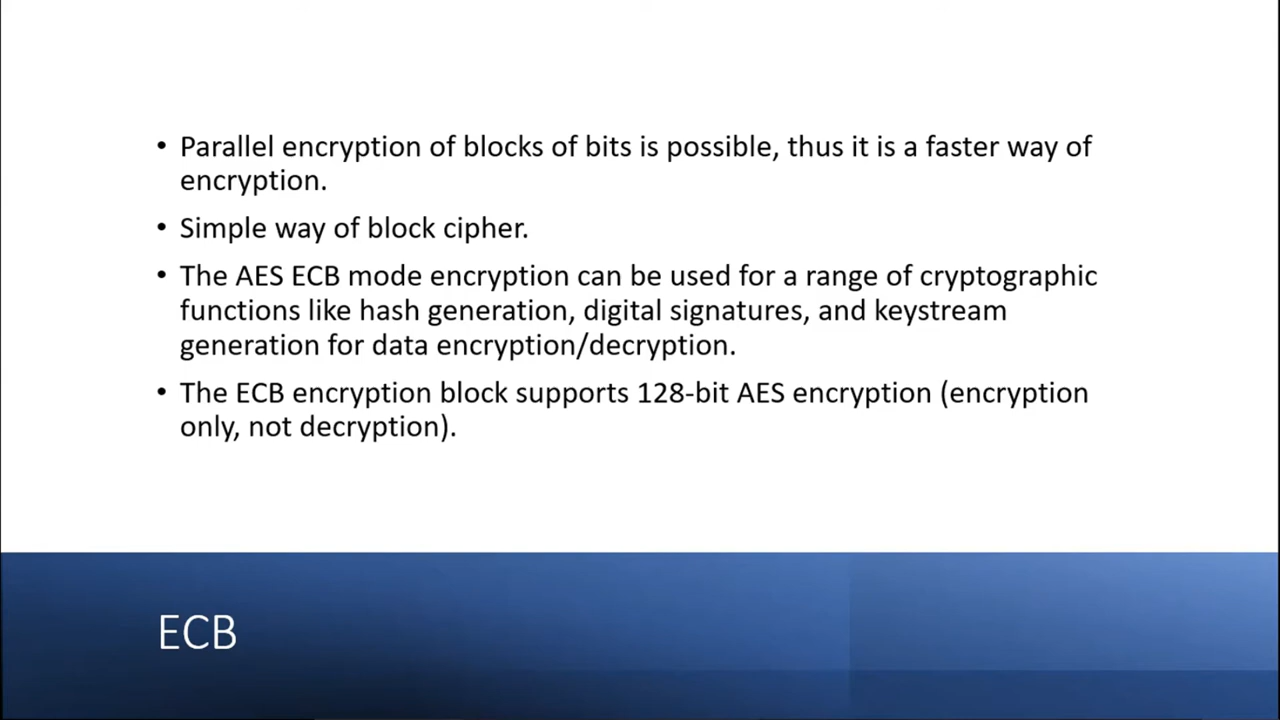 • Parallel encryption of blocks of bits is possible, thus it is a faster way of
encryption.
• Simple way of block cipher.
• The AES ECB mode encryption can be used for a range of cryptographic
functions like hash generation, digital signatures, and keystream
generation for data encryption/decryption.
• The ECB encryption block supports 128-bit AES encryption (encryption
only, not decryption).
ECB